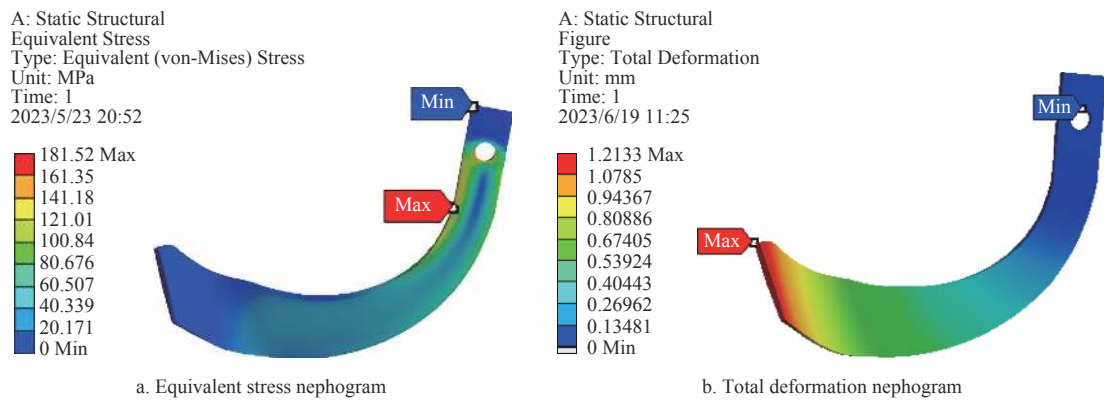 A: Static Structural
Equivalent Stress
Type: Equivalent (von-Mises) Stress
Unit: MPa
Time: 1
2023/5/23 20:52
Min
181.52 Max
161.35
141.18
121.01
100.84
80.676
60.507
40.339
20.171
0 Min
Max
a. Equivalent stress nephogram
A: Static Structural
Figure
Type: Total Deformation
Unit: mm
Time: 1
2023/6/19 11:25
Min
1.2133 Max
1.0785
0.94367
0.80886
0.67405
0.53924
0.40443
0.26962
0.13481
0 Min
Max
b. Total deformation nephogram